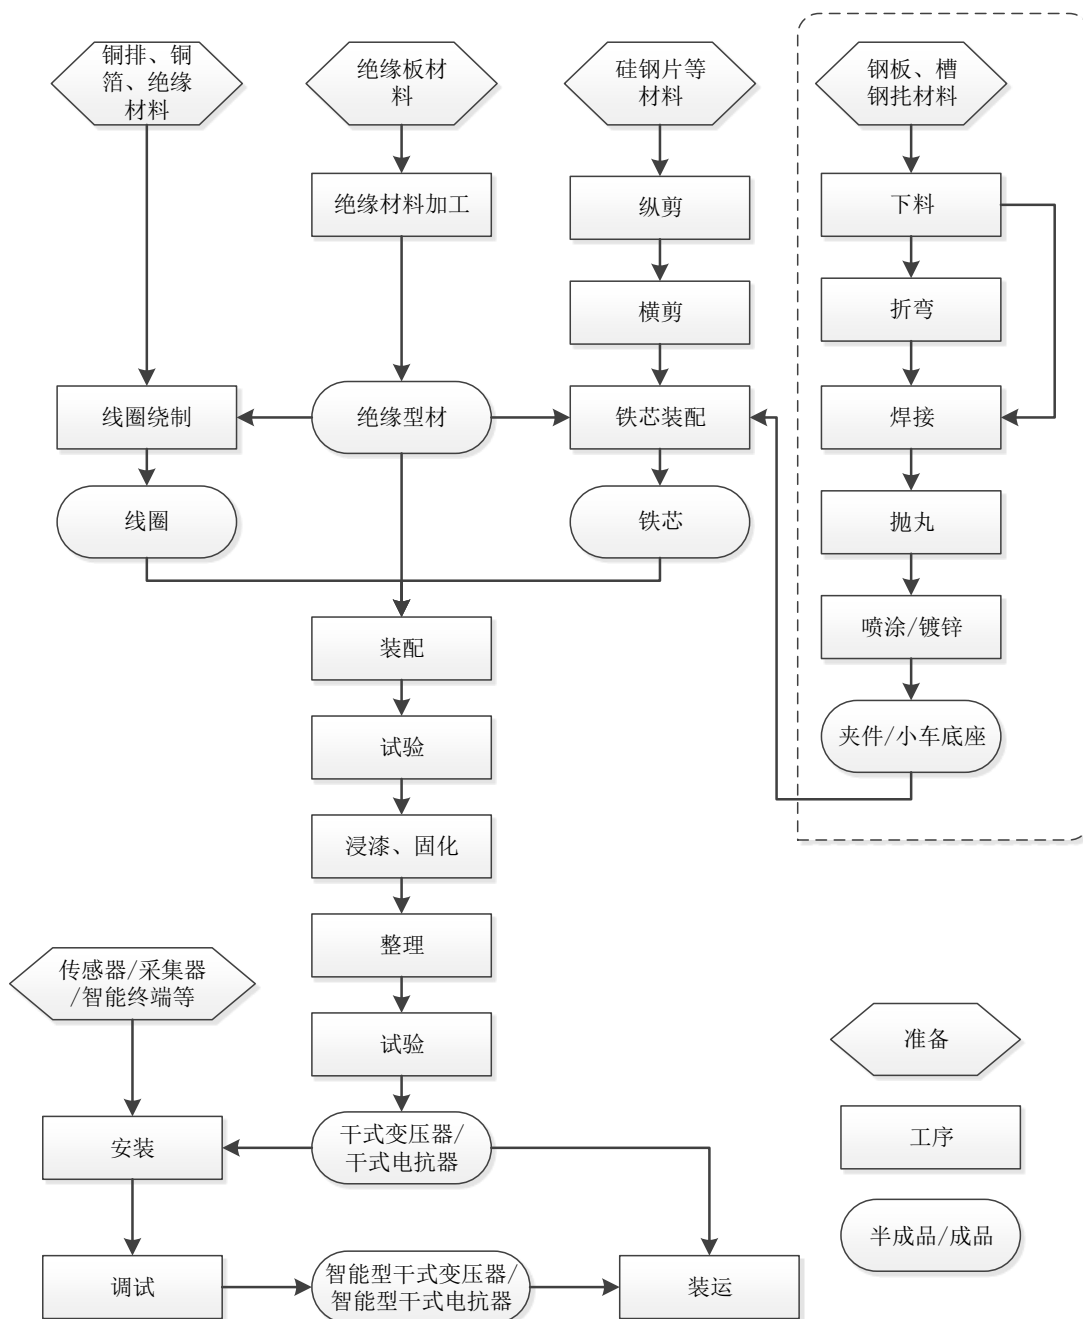 铜排、铜
箔、绝缘
材料
绝缘板材
料
硅钢片等
材料
钢板、槽
钢扥材料
绝缘材料加工
纵剪
下料
横剪
折弯
线圈绕制
绝缘型材
铁芯装配
焊接
线圈
铁芯
抛丸
喷涂/镀锌
装配
夹件/小车底座
试验
浸漆、固化
整理
传感器/采集器
/智能终端等
试验
准备
安装
干式变压器/
干式电抗器
工序
半成品/成品
调试
智能型干式变压器/
智能型干式电抗器
装运